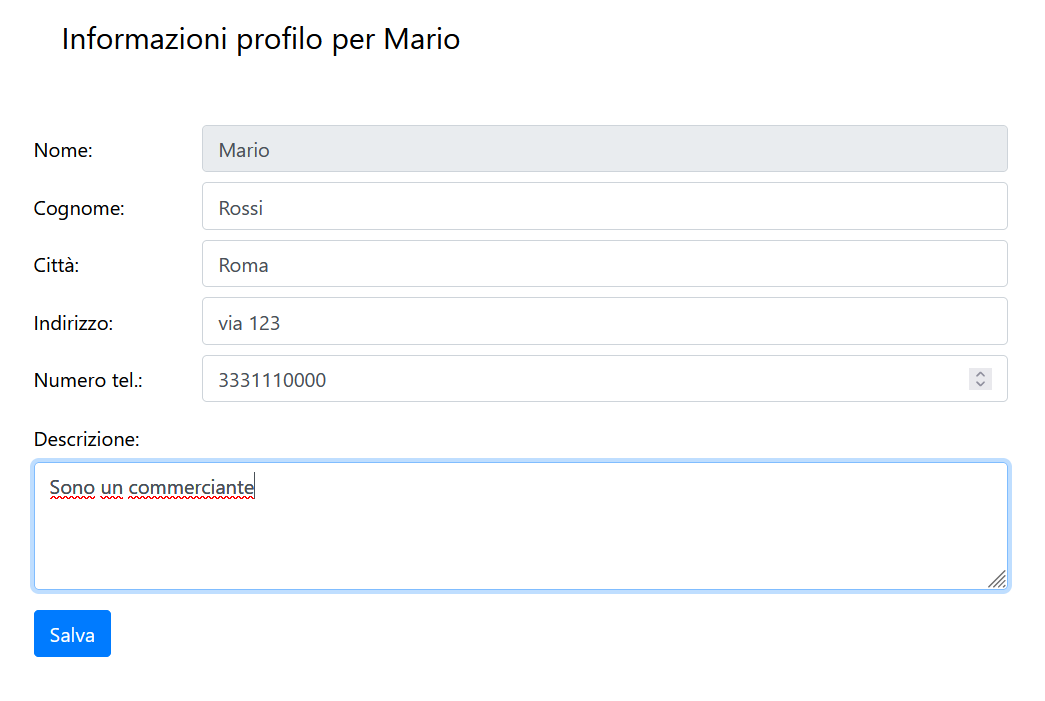 Informazioni profilo per Mario
Nome: Mario
Cognome: Rossi
Città: Roma
Indirizzo: via 123
Numero tel.: 3331110000
Descrizione:
Sono un commerciante
Salva